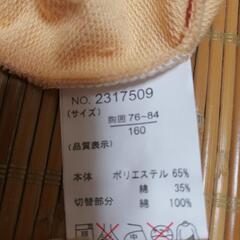 NO. 2317509
(サイズ)
胸囲 76-84
160
(品質表示)
本体 ポリエステル 65%
綿 35%
切替部分 綿 100%